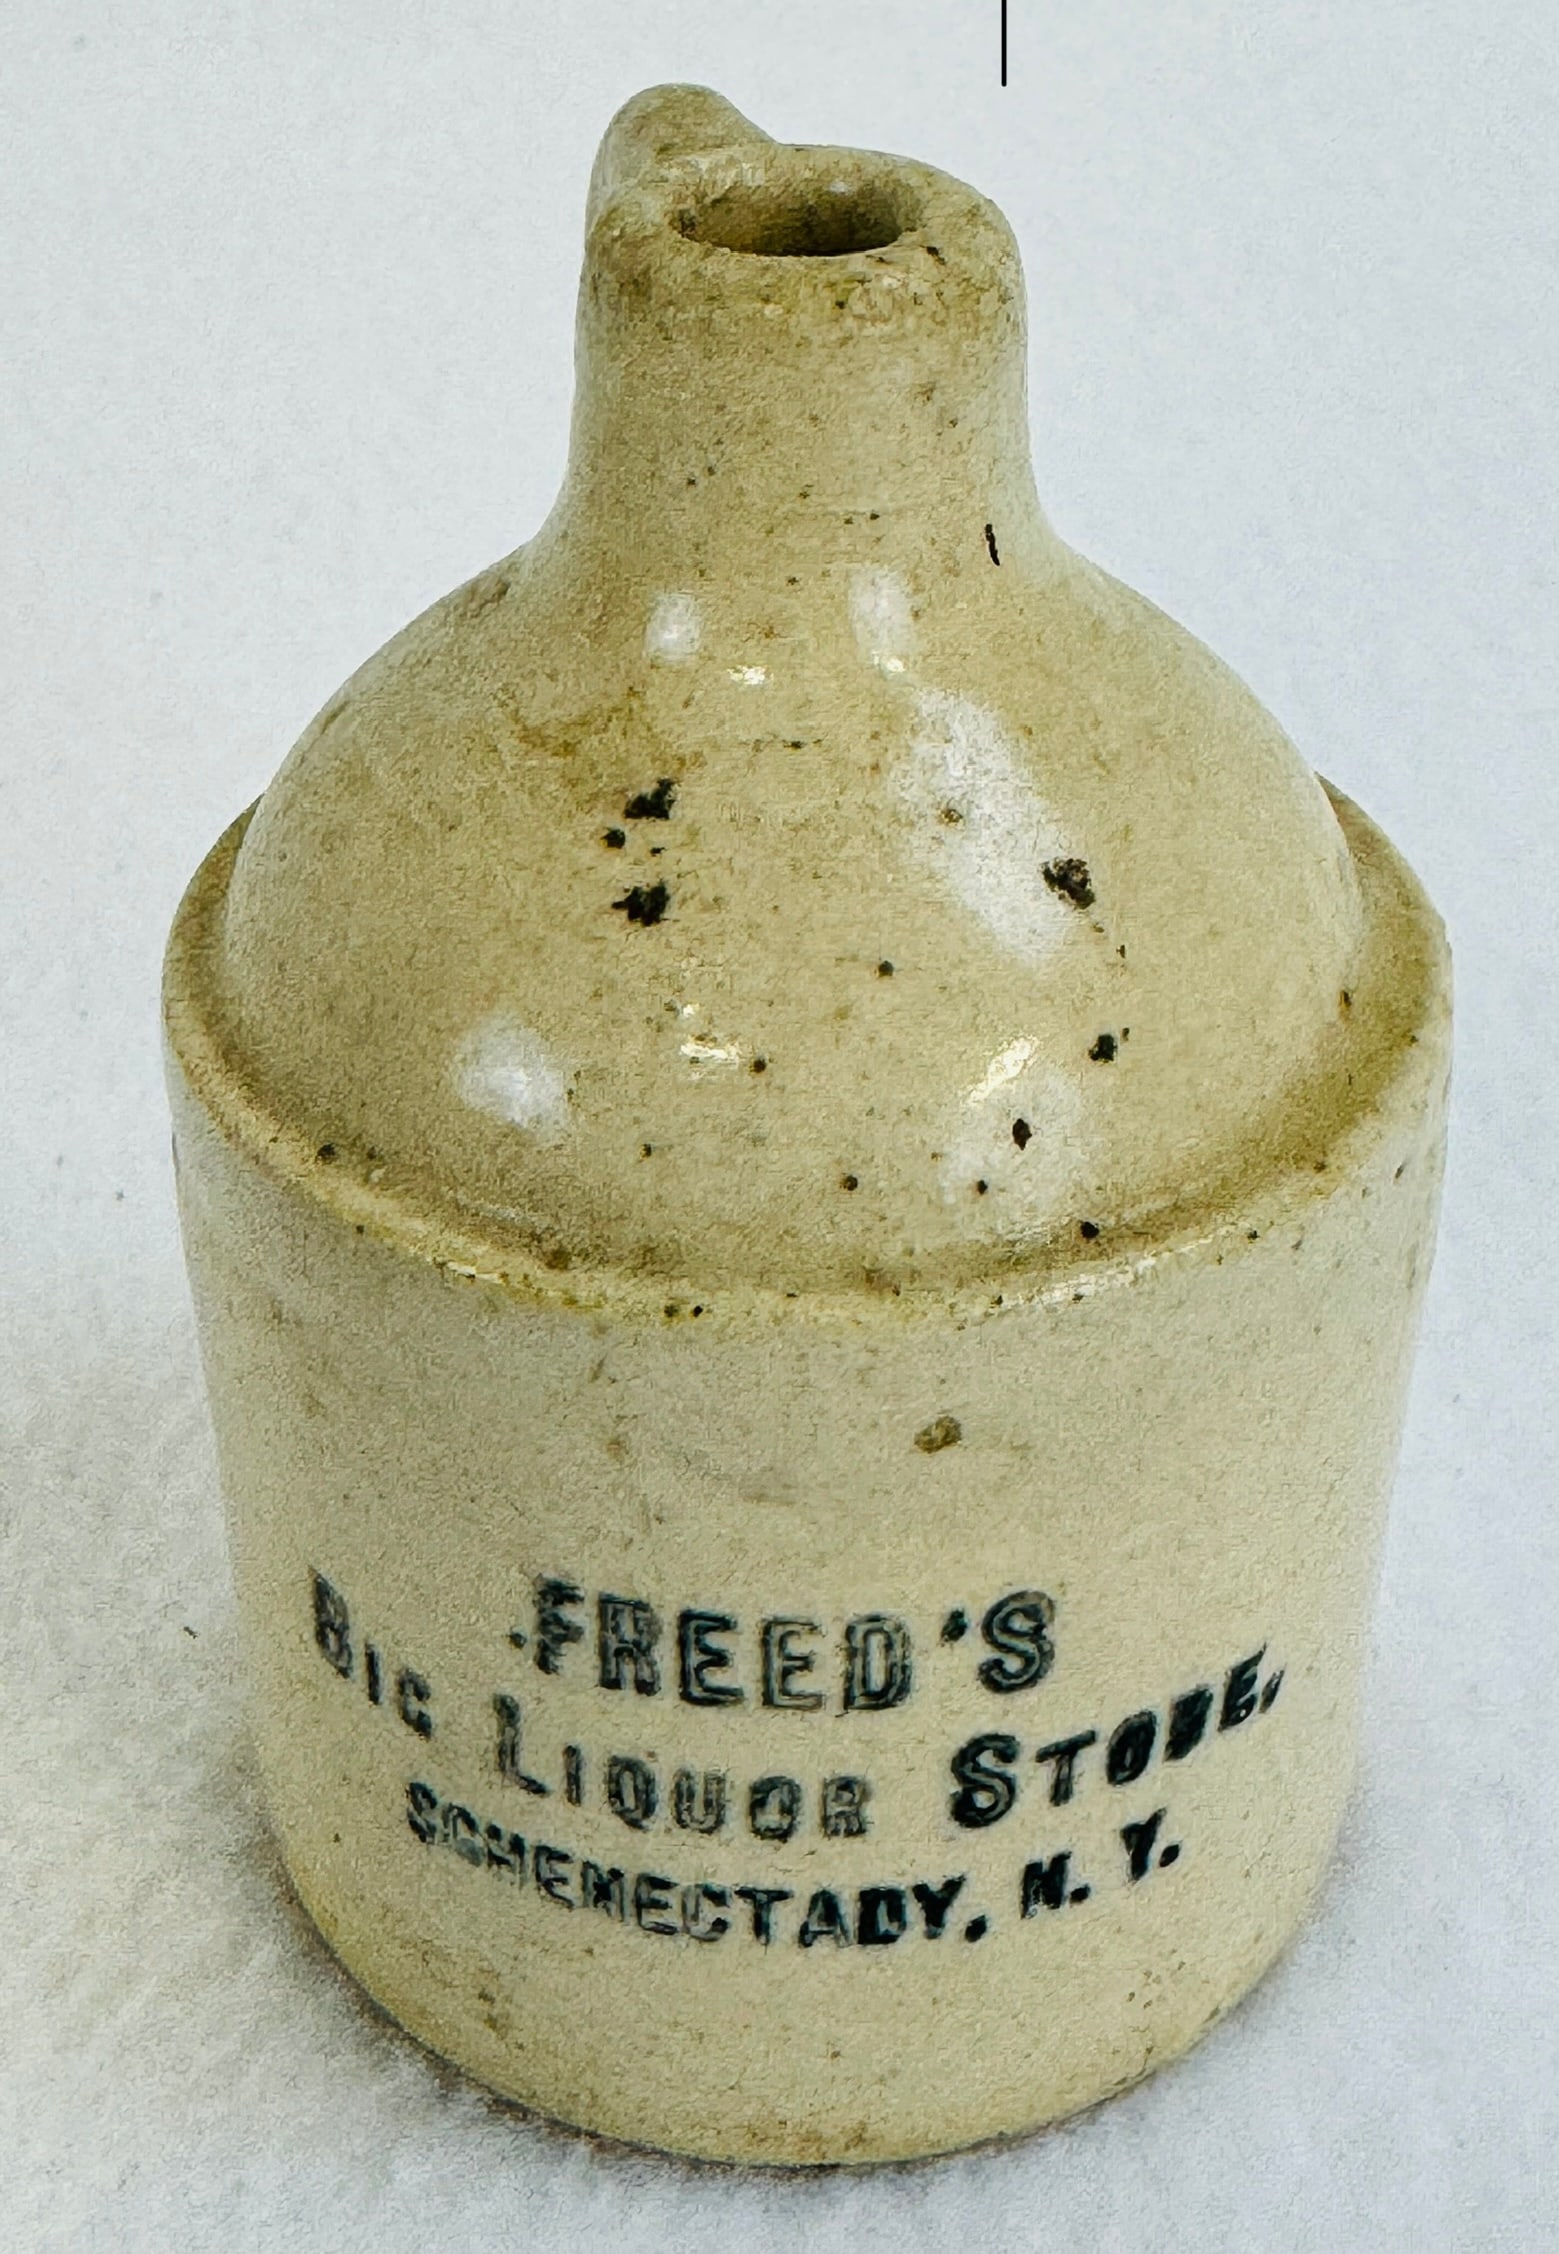 FREED'S
BIG LIQUOR STORE,
SCHENECTADY, N. Y.